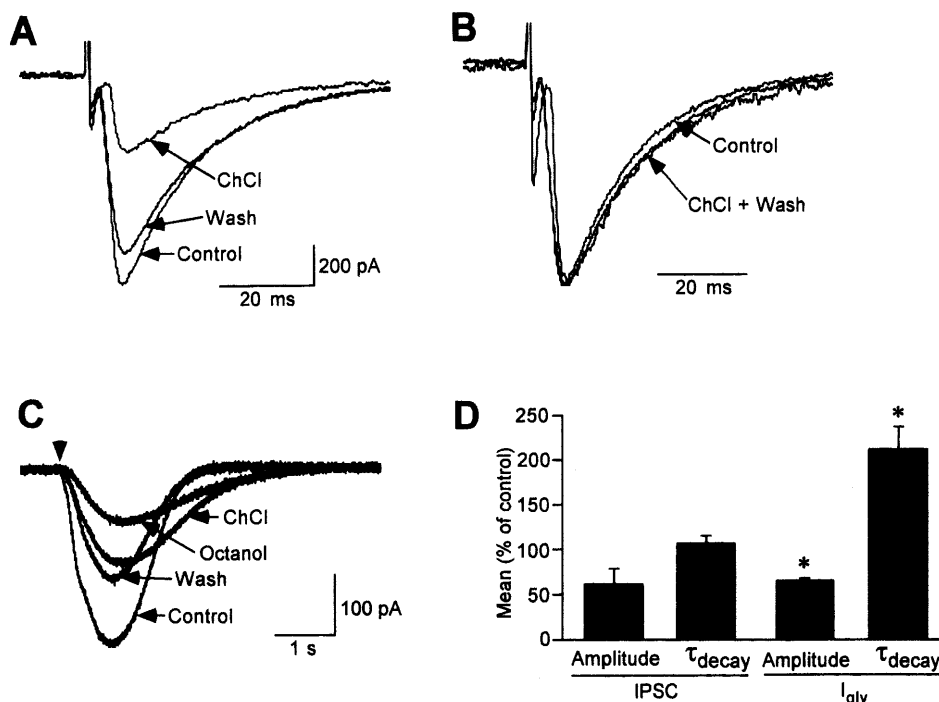 A
ChCl
Wash
Control
200 pA
20 ms
B
Control
ChCl + Wash
20 ms
C
ChCl
Octanol
Wash
Control
100 pA
1 s
D
Mean (% of control)
250
200
150
100
50
0
*
*
Amplitude τdecay Amplitude τdecay
IPSC Igly